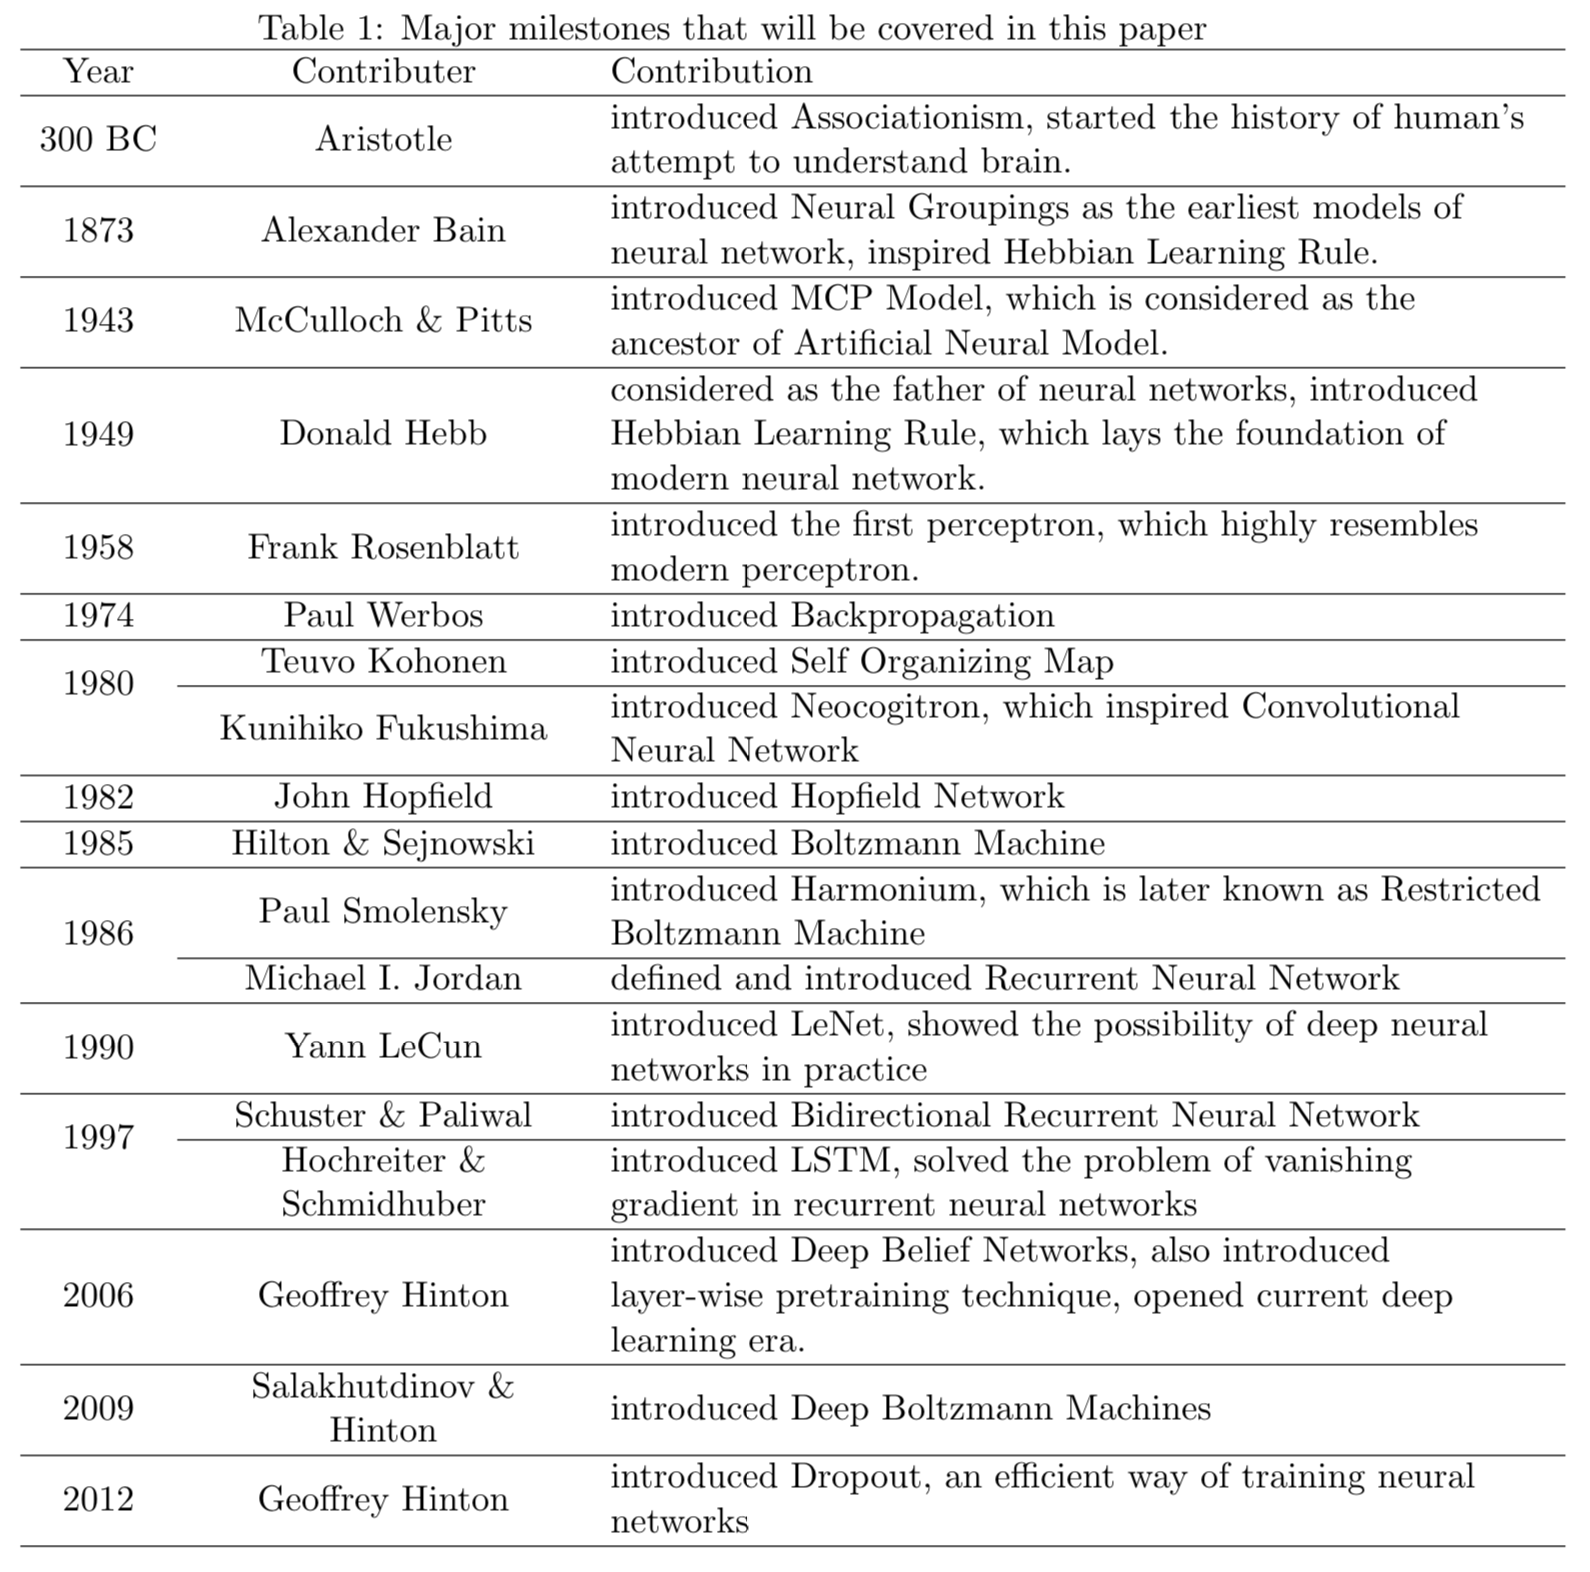 Table 1: Major milestones that will be covered in this paper
Year Contributer Contribution
300 BC Aristotle introduced Associationism, started the history of human's
attempt to understand brain.
1873 Alexander Bain introduced Neural Groupings as the earliest models of
neural network, inspired Hebbian Learning Rule.
1943 McCulloch & Pitts introduced MCP Model, which is considered as the
ancestor of Artificial Neural Model.
1949 Donald Hebb considered as the father of neural networks, introduced
Hebbian Learning Rule, which lays the foundation of
modern neural network.
1958 Frank Rosenblatt introduced the first perceptron, which highly resembles
modern perceptron.
1974 Paul Werbos introduced Backpropagation
1980 Teuvo Kohonen introduced Self Organizing Map
Kunihiko Fukushima introduced Neocogitron, which inspired Convolutional
Neural Network
1982 John Hopfield introduced Hopfield Network
1985 Hilton & Sejnowski introduced Boltzmann Machine
1986 Paul Smolensky introduced Harmonium, which is later known as Restricted
Boltzmann Machine
Michael I. Jordan defined and introduced Recurrent Neural Network
1990 Yann LeCun introduced LeNet, showed the possibility of deep neural
networks in practice
1997 Schuster & Paliwal introduced Bidirectional Recurrent Neural Network
Hochreiter & introduced LSTM, solved the problem of vanishing
Schmidhuber gradient in recurrent neural networks
2006 Geoffrey Hinton introduced Deep Belief Networks, also introduced
layer-wise pretraining technique, opened current deep
learning era.
2009 Salakhutdinov & introduced Deep Boltzmann Machines
Hinton
2012 Geoffrey Hinton introduced Dropout, an efficient way of training neural
networks